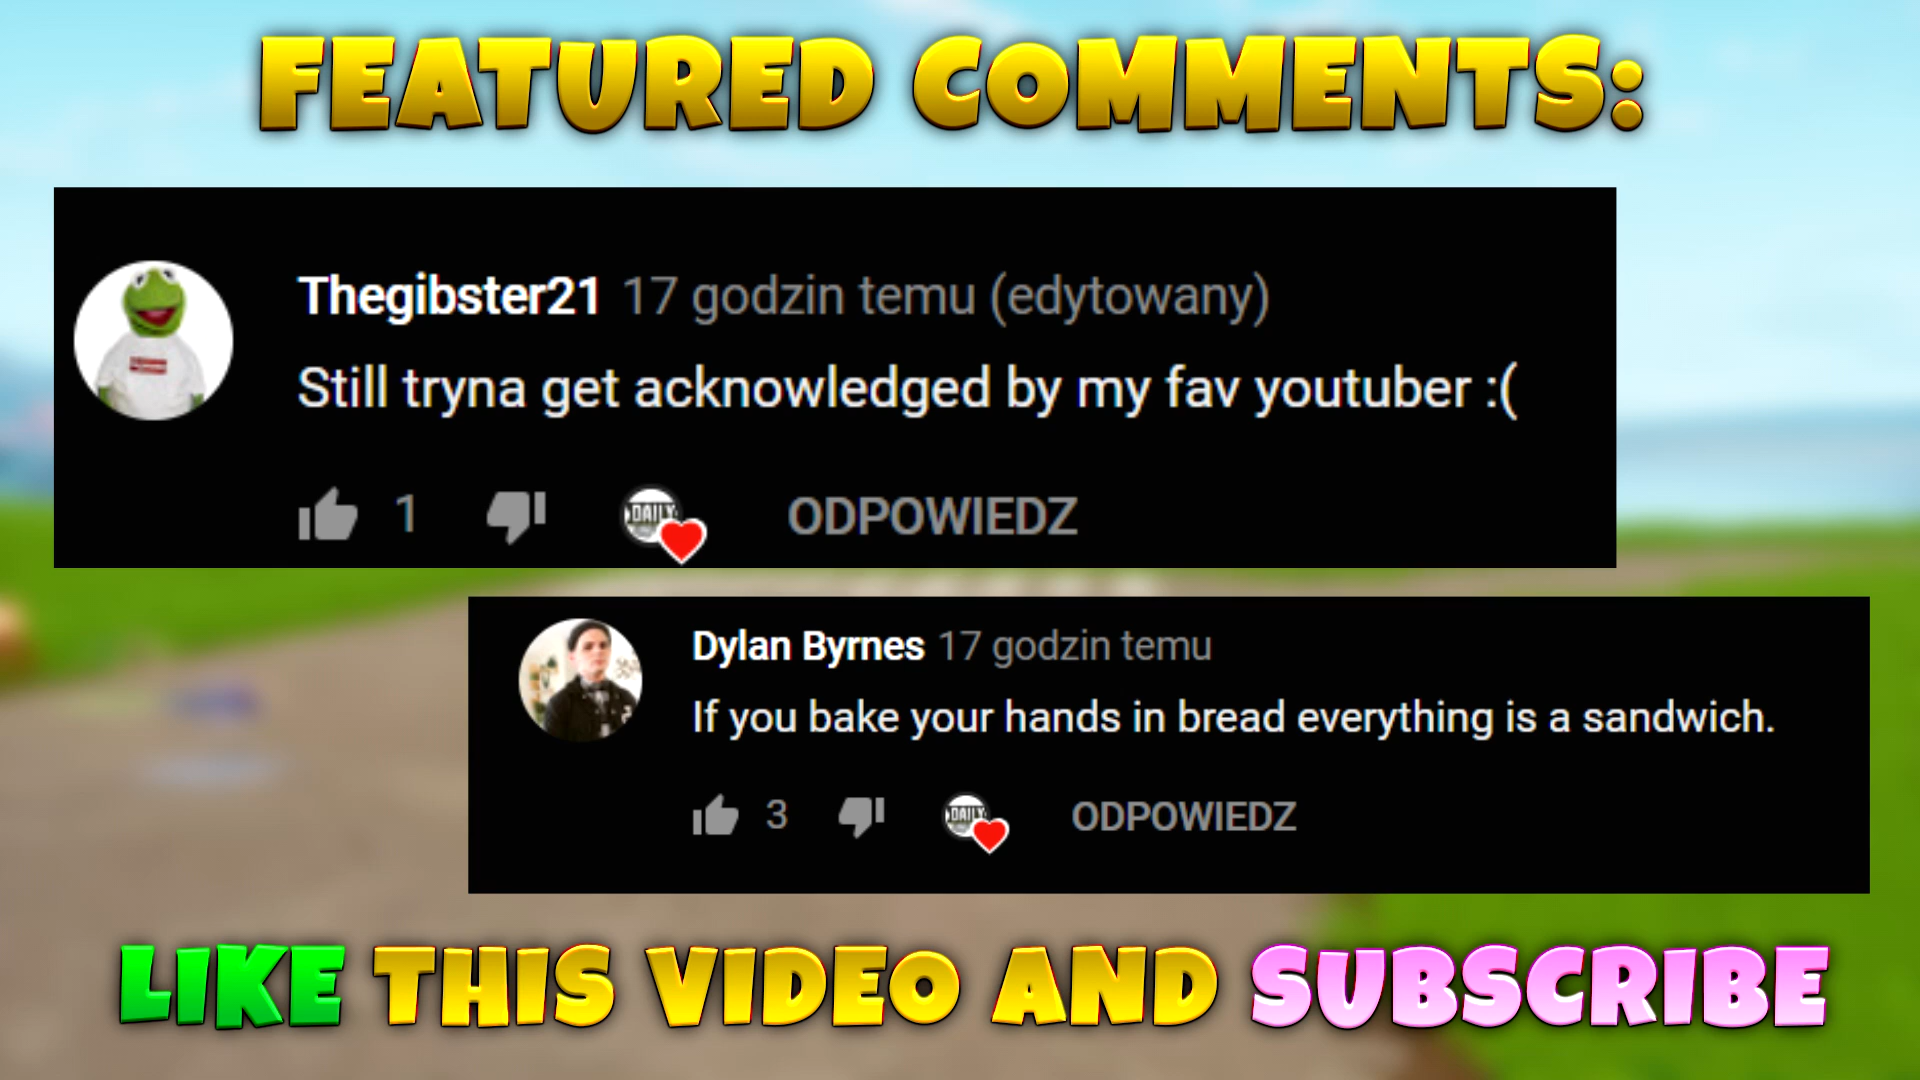 FEATURED COMMENTS:
Thegibster21 17 godzin temu (edytowany)
Still tryna get acknowledged by my fav youtuber :(
1 DAILY ODPOWIEDZ
Dylan Byrnes 17 godzin temu
If you bake your hands in bread everything is a sandwich.
3 DAILY ODPOWIEDZ
LIKE THIS VIDEO AND SUBSCRIBE